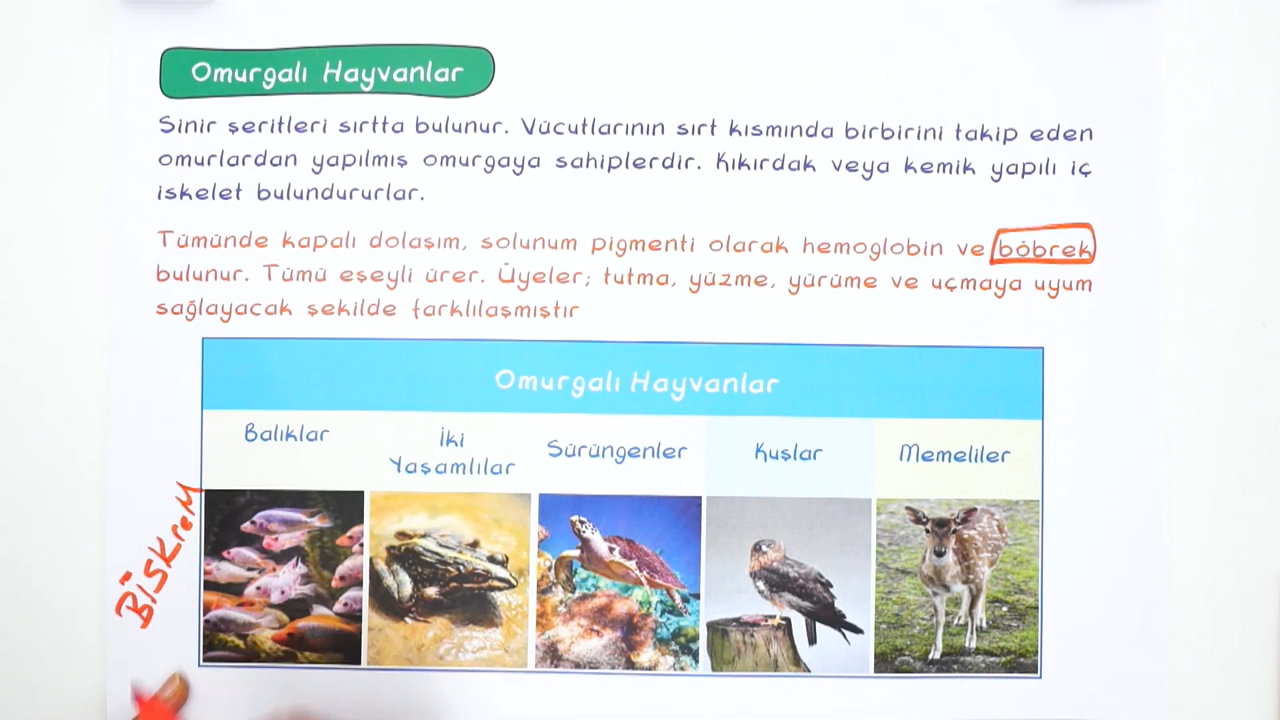 Omurgalı Hayvanlar
Sinir şeritleri sırtta bulunur. Vücutlarının sırt kısmında birbirini takip eden
omurlardan yapılmış omurgaya sahiplerdir. Kıkırdak veya kemik yapılı iç
iskelet bulundururlar.
Tümünde kapalı dolaşım, solunum pigmenti olarak hemoglobin ve böbrek
bulunur. Tümü eşeyli ürer. Üyeler; tutma, yüzme, yürüme ve uçmaya uyum
sağlayacak şekilde farklılaşmıştır
Omurgalı Hayvanlar
Balıklar
İki
Yaşamlılar
Sürüngenler
Kuşlar
Memeliler
BİSKreM